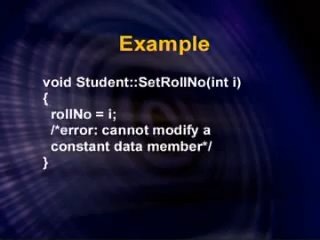 Example
void Student::SetRollNo(int i)
{
rollNo = i;
/*error: cannot modify a
constant data member*/
}